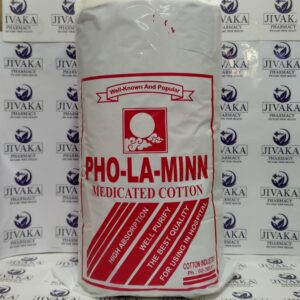 JIVAKA
PHARMACY
Well-Known And Popular
PHO-LA-MINN
MEDICATED COTTON
HIGH ABSORPTION
WELL PURIFY
THE BEST QUALITY
FOR USING IN HOSPITAL